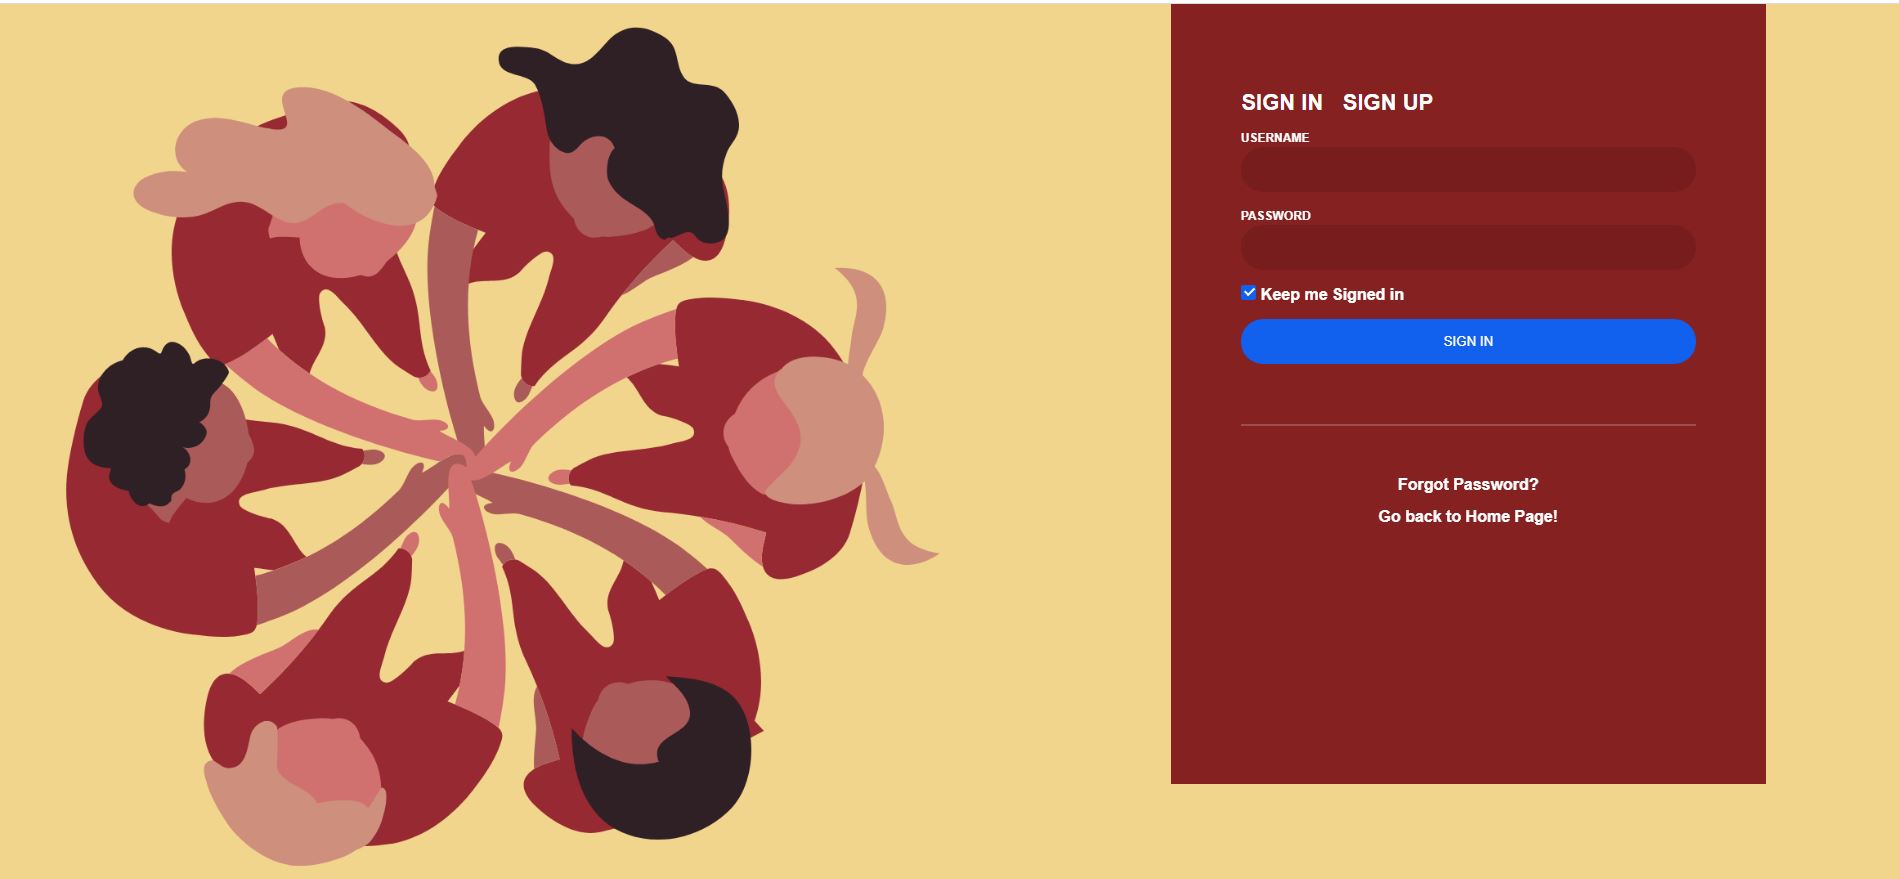 SIGN IN SIGN UP
USERNAME
PASSWORD
Keep me Signed in
SIGN IN
Forgot Password?
Go back to Home Page!